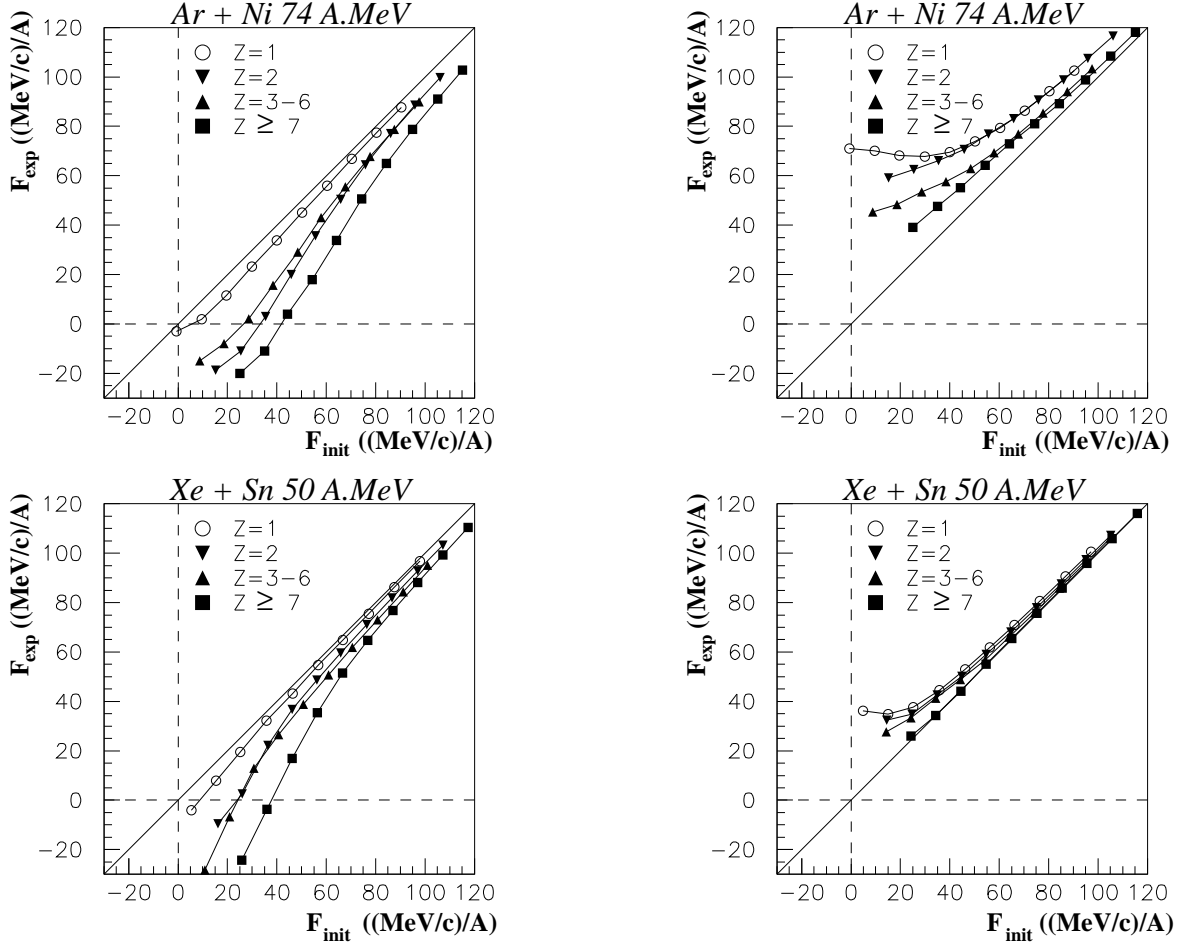 Ar + Ni 74 A.MeV
F_exp ((MeV/c)/A)
120
100
80
60
40
20
0
−20
Z=1
Z=2
Z=3−6
Z ≥ 7
−20 0 20 40 60 80 100 120
F_init ((MeV/c)/A)
Ar + Ni 74 A.MeV
F_exp ((MeV/c)/A)
120
100
80
60
40
20
0
−20
Z=1
Z=2
Z=3−6
Z ≥ 7
−20 0 20 40 60 80 100 120
F_init ((MeV/c)/A)
Xe + Sn 50 A.MeV
F_exp ((MeV/c)/A)
120
100
80
60
40
20
0
−20
Z=1
Z=2
Z=3−6
Z ≥ 7
−20 0 20 40 60 80 100 120
F_init ((MeV/c)/A)
Xe + Sn 50 A.MeV
F_exp ((MeV/c)/A)
120
100
80
60
40
20
0
−20
Z=1
Z=2
Z=3−6
Z ≥ 7
−20 0 20 40 60 80 100 120
F_init ((MeV/c)/A)